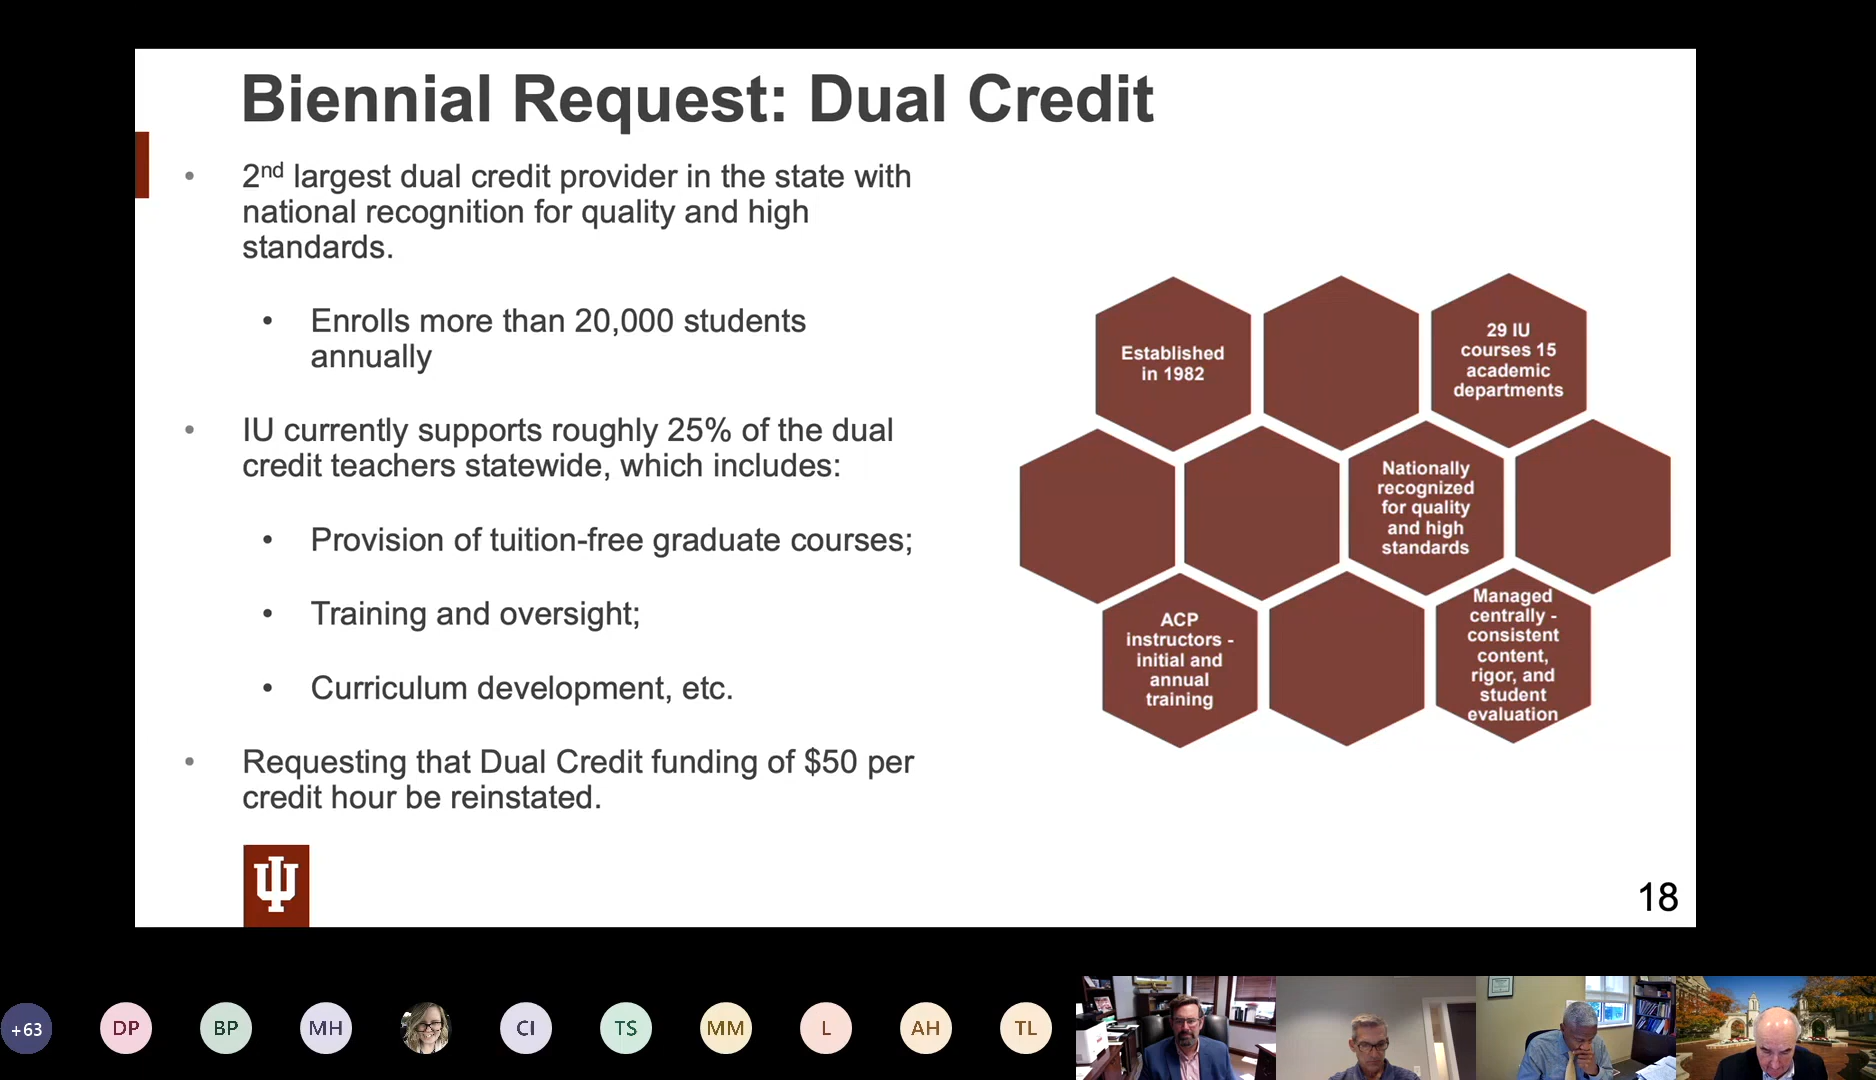 Biennial Request: Dual Credit
2nd largest dual credit provider in the state with
national recognition for quality and high
standards.
Enrolls more than 20,000 students
annually
IU currently supports roughly 25% of the dual
credit teachers statewide, which includes:
Provision of tuition-free graduate courses;
Training and oversight;
Curriculum development, etc.
Requesting that Dual Credit funding of $50 per
credit hour be reinstated.
Established
in 1982
29 IU
courses 15
academic
departments
Nationally
recognized
for quality
and high
standards
ACP
instructors -
initial and
annual
training
Managed
centrally -
consistent
content,
rigor, and
student
evaluation
18
+63
DP
BP
MH
CI
TS
MM
L
AH
TL